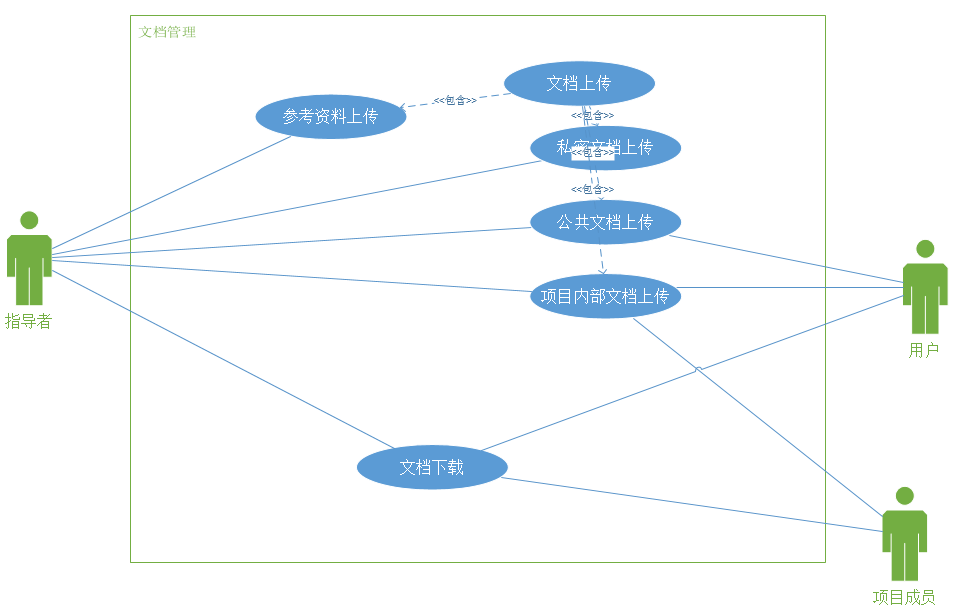 文档管理
文档上传
<<包含>>
参考资料上传
<<包含>>
私密文档上传
<<包含>>
<<包含>>
公共文档上传
项目内部文档上传
指导者
用户
文档下载
项目成员